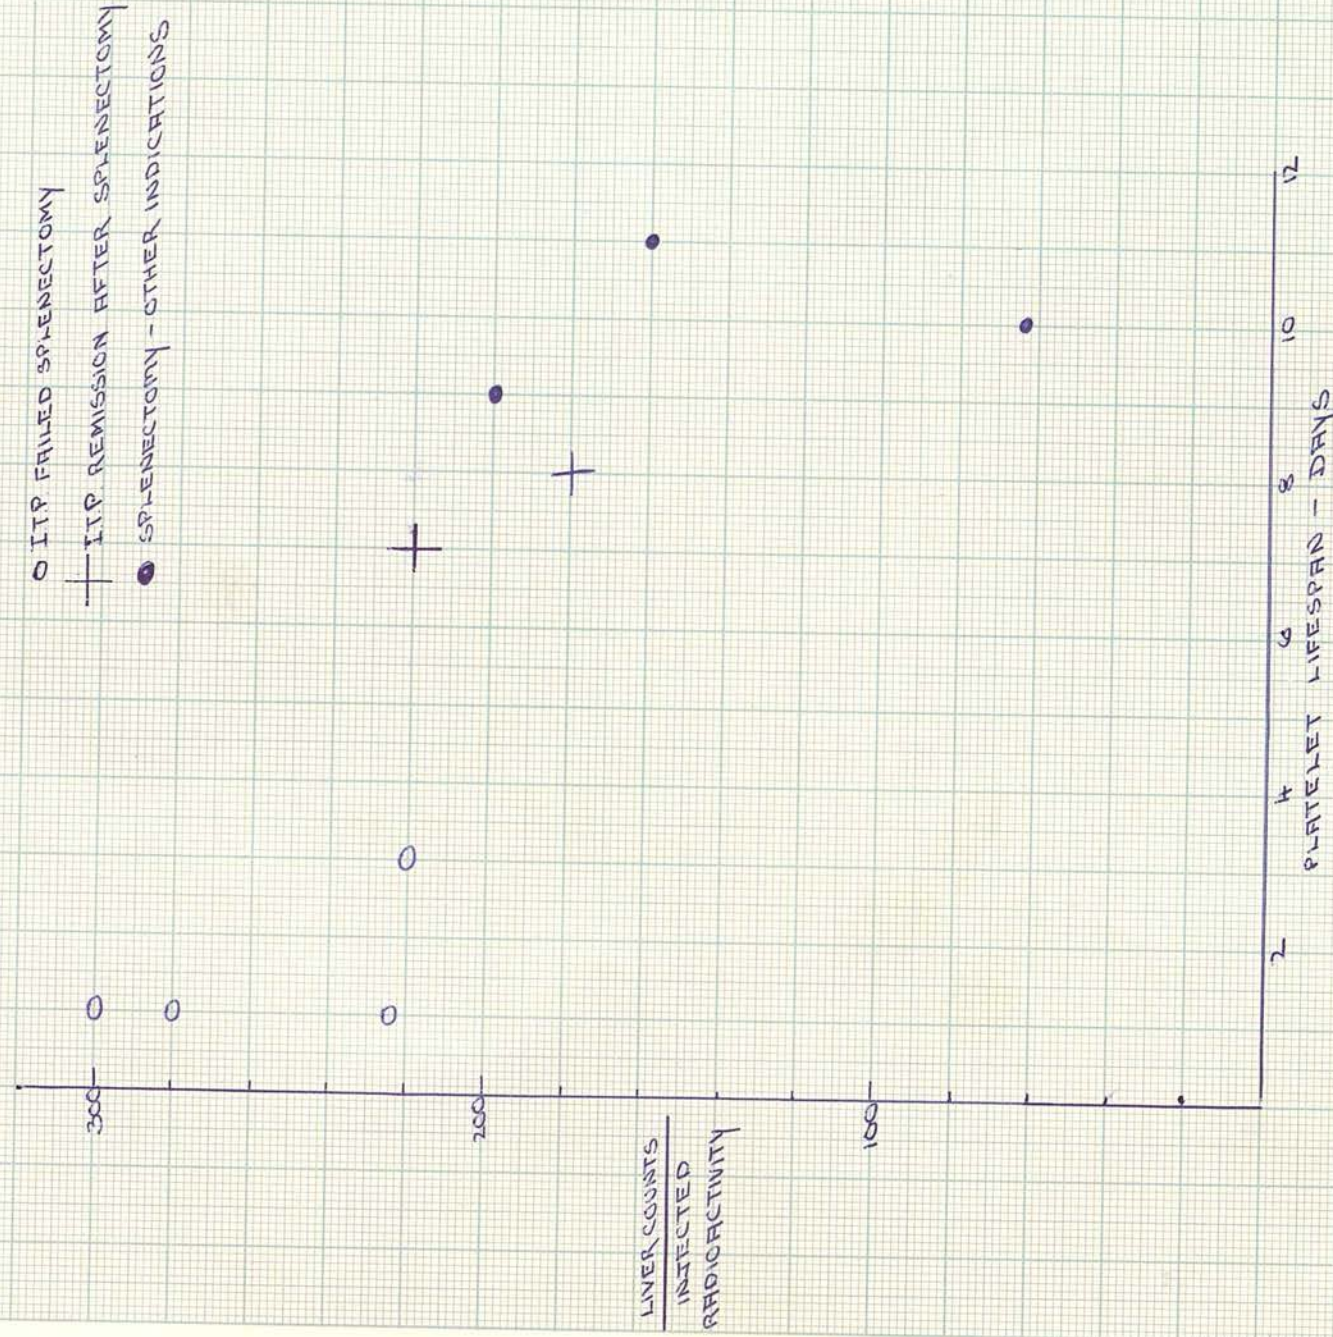 O ITP FAILED SPLENECTOMY
+ I.T.P. REMISSION AFTER SPLENECTOMY
● SPLENECTOMY - OTHER INDICATIONS
300
200
100
LIVER COUNTS
INJECTED
RADIOACTIVITY
2
4
6
8
10
12
PLATELET LIFESPAN - DAYS